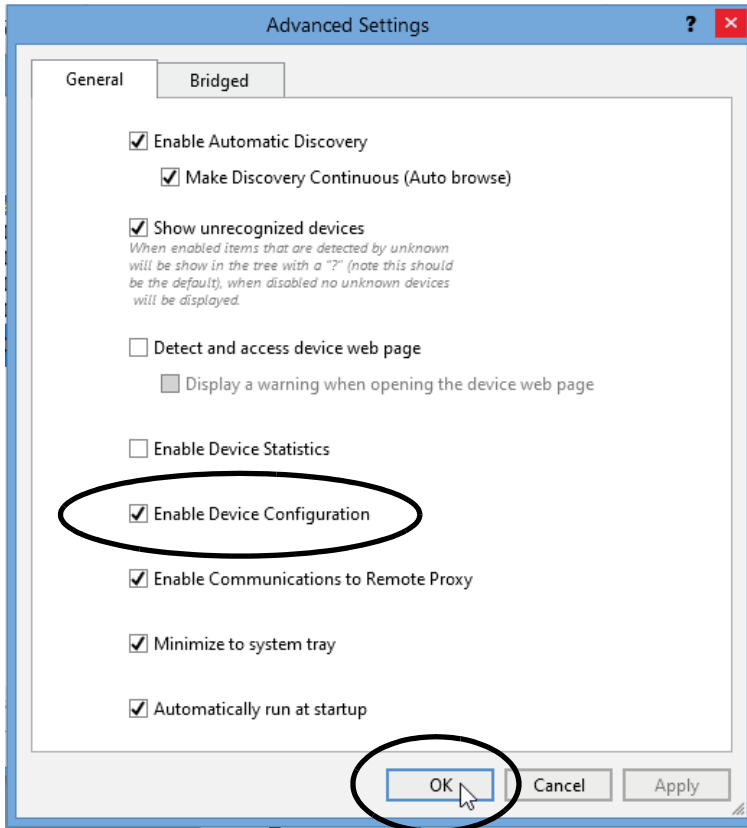 Advanced Settings
?
General
Bridged
Enable Automatic Discovery
Make Discovery Continuous (Auto browse)
Show unrecognized devices
When enabled items that are detected by unknown
will be show in the tree with a "?" (note this should
be the default), when disabled no unknown devices
will be displayed.
Detect and access device web page
Display a warning when opening the device web page
Enable Device Statistics
Enable Device Configuration
Enable Communications to Remote Proxy
Minimize to system tray
Automatically run at startup
OK
Cancel
Apply